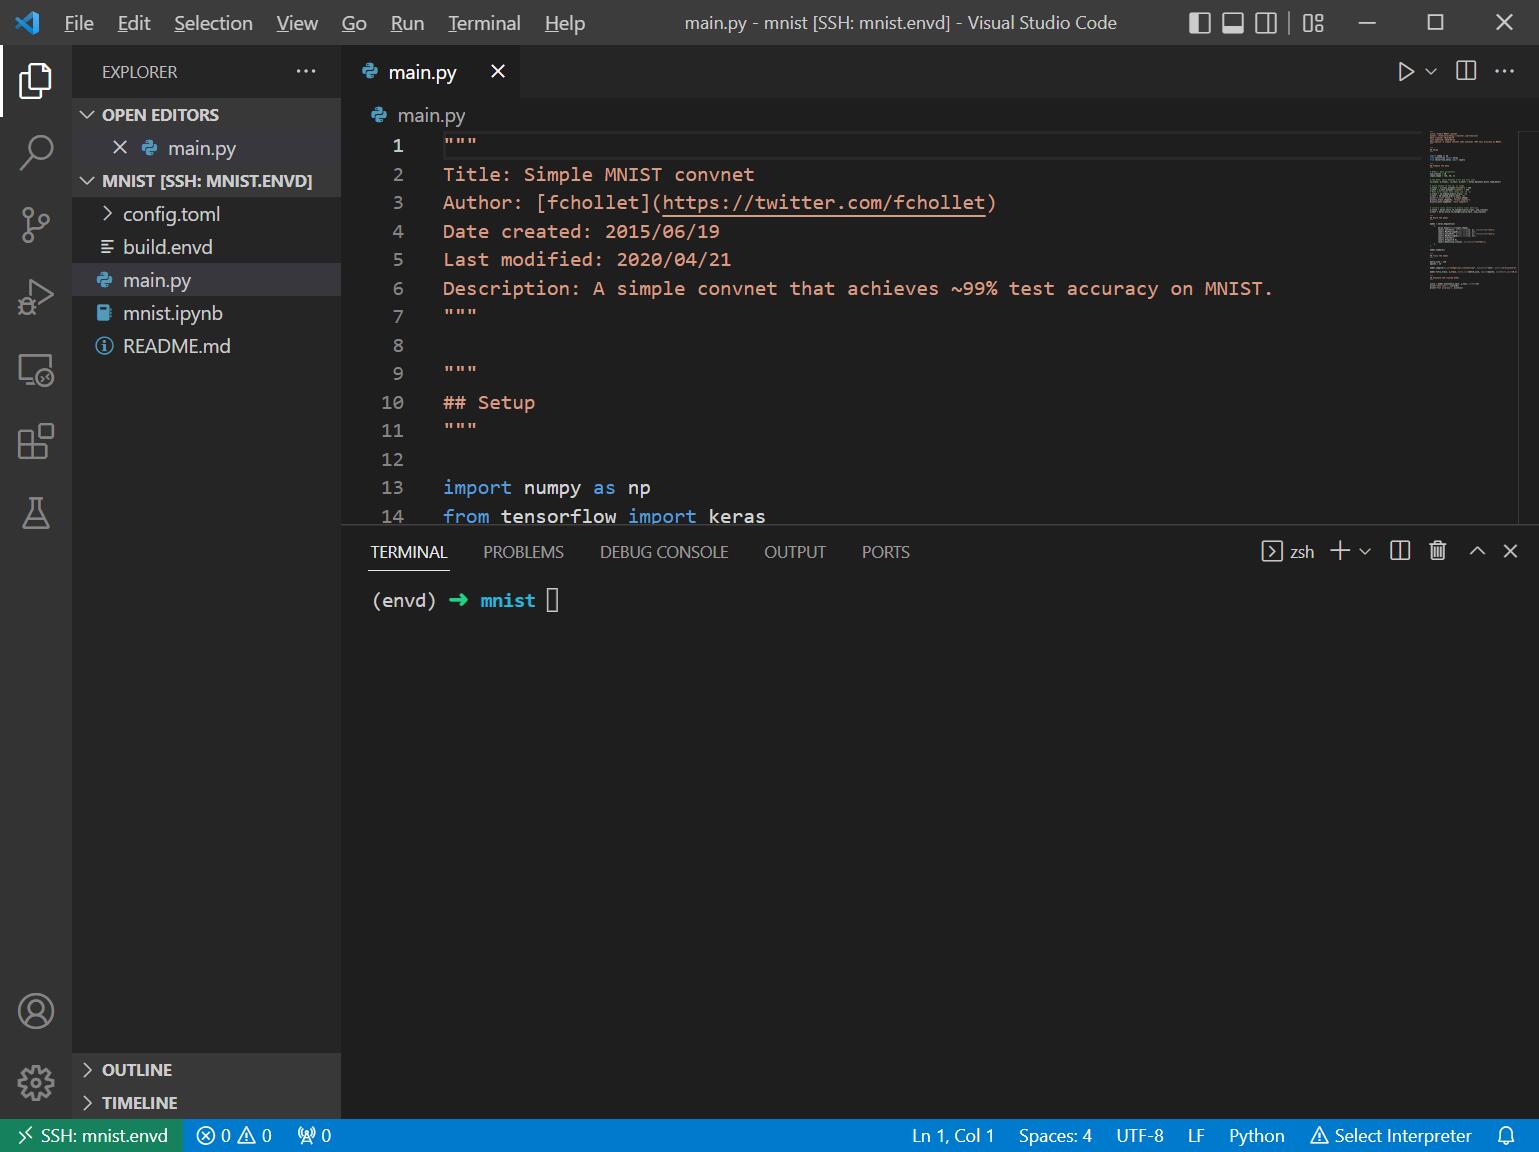 File Edit Selection View Go Run Terminal Help main.py - mnist [SSH: mnist.envd] - Visual Studio Code
EXPLORER
OPEN EDITORS
main.py
MNIST [SSH: MNIST.ENVD]
config.toml
build.envd
main.py
mnist.ipynb
README.md
OUTLINE
TIMELINE
main.py
main.py
1 """
2 Title: Simple MNIST convnet
3 Author: [fchollet](https://twitter.com/fchollet)
4 Date created: 2015/06/19
5 Last modified: 2020/04/21
6 Description: A simple convnet that achieves ~99% test accuracy on MNIST.
7 """
8
9 """
10 ## Setup
11 """
12
13 import numpy as np
14 from tensorflow import keras
TERMINAL PROBLEMS DEBUG CONSOLE OUTPUT PORTS zsh
(envd) ➜ mnist
SSH: mnist.envd 0 0 0 Ln 1, Col 1 Spaces: 4 UTF-8 LF Python Select Interpreter